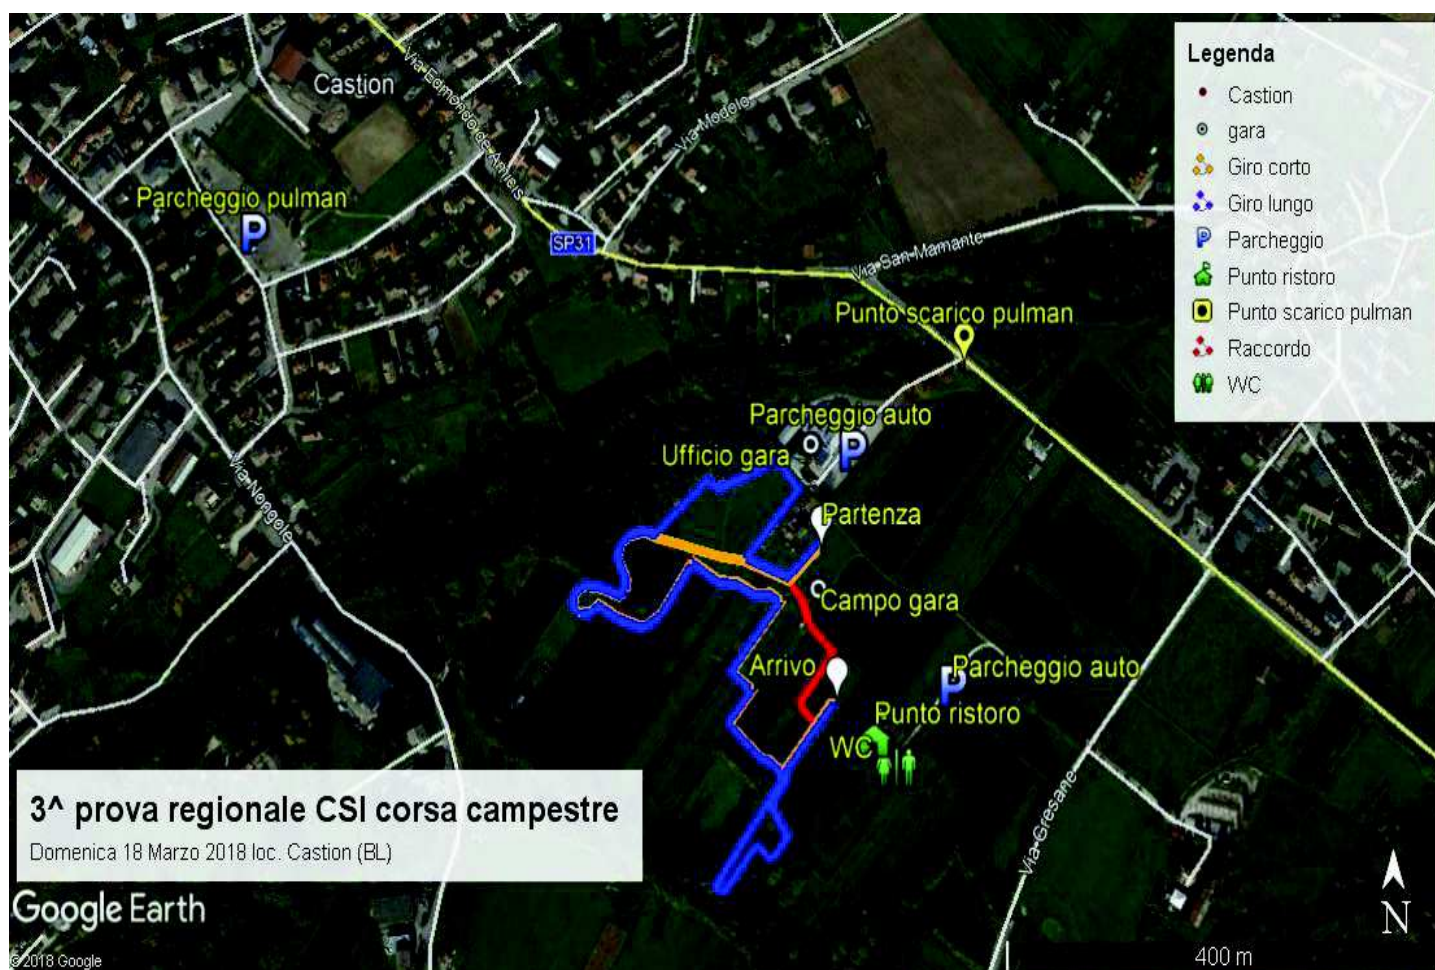 Castion
Via Edmondo de Amicis
Via Modolo
Parcheggio pulman
P
SP31
Via San Mamante
Punto scarico pulman
Parcheggio auto
P
Ufficio gara
Via Nongole
Partenza
Campo gara
Arrivo
Parcheggio auto
P
Punto ristoro
WC
Via Gresane
Legenda
Castion
gara
Giro corto
Giro lungo
P Parcheggio
Punto ristoro
Punto scarico pulman
Raccordo
WC
3^ prova regionale CSI corsa campestre
Domenica 18 Marzo 2018 loc. Castion (BL)
Google Earth
© 2018 Google
N
400 m